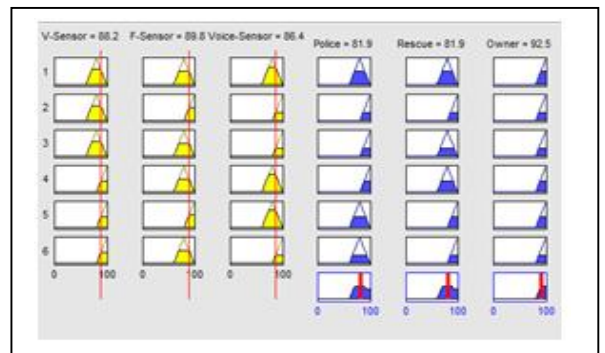 V-Sensor = 88.2 F-Sensor = 89.8 Voice-Sensor = 86.4 Police = 81.9 Rescue = 81.9 Owner = 92.5
1
2
3
4
5
6
0 100 0 100 0 100
0 100 0 100 0 100